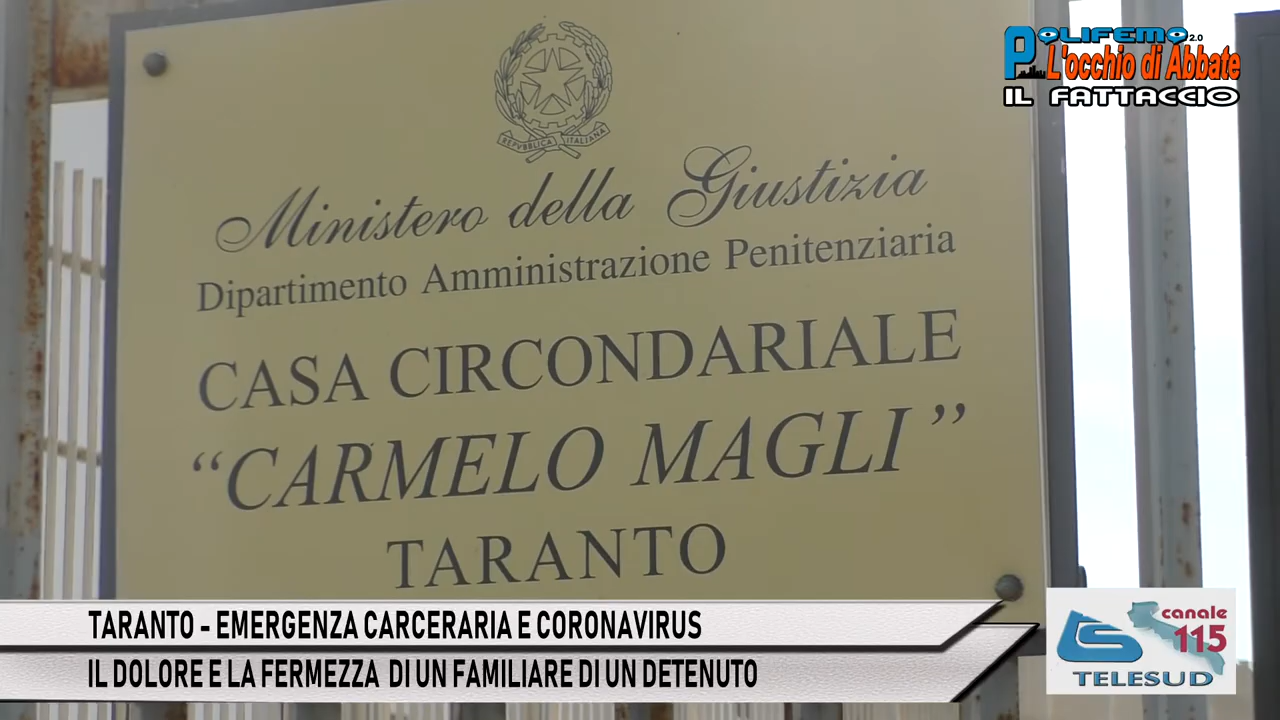 POLIFEMO 2.0
L'occhio di Abbate
IL FATTACCIO
REPVBBLICA ITALIANA
Ministero della Giustizia
Dipartimento Amministrazione Penitenziaria
CASA CIRCONDARIALE
“CARMELO MAGLI”
TARANTO
TARANTO – EMERGENZA CARCERARIA E CORONAVIRUS
IL DOLORE E LA FERMEZZA DI UN FAMILIARE DI UN DETENUTO
canale
115
TELESUD